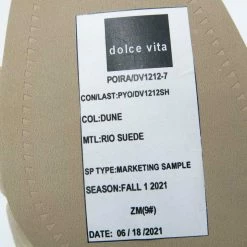 dolce vita
POIRA/DV1212-7
CON/LAST:PYO/DV1212SH
COL:DUNE
MTL:RIO SUEDE
SP TYPE:MARKETING SAMPLE
SEASON:FALL 1 2021
ZM(9#)
DATE: 06 / 18 / 2021